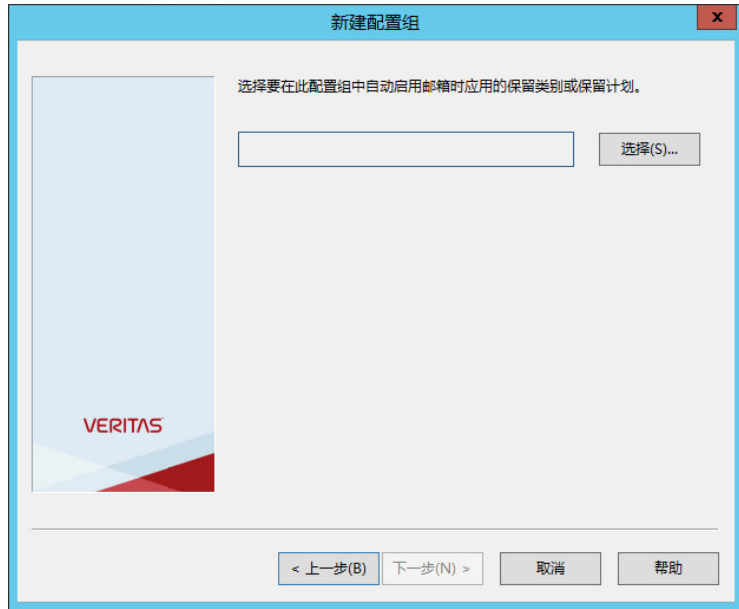 新建配置组
x
选择要在此配置组中自动启用邮箱时应用的保留类别或保留计划。
选择(S)...
VERITAS
< 上一步(B)
下一步(N) >
取消
帮助